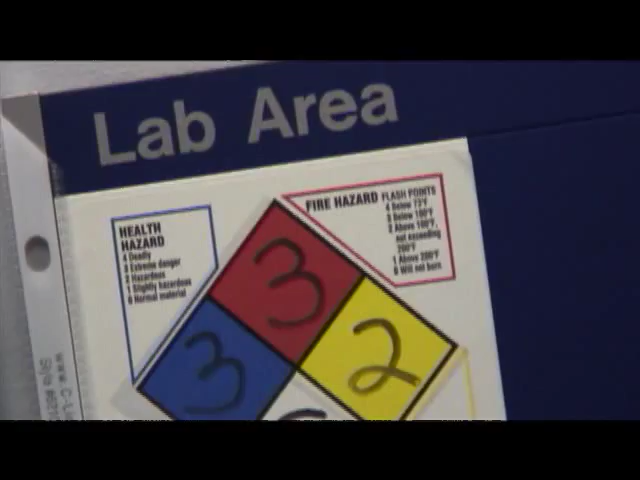 Lab Area
HEALTH
HAZARD
4 Deadly
3 Extreme danger
2 Hazardous
1 Slightly hazardous
0 Normal material
FIRE HAZARD FLASH POINTS
4 Below 73°F
3 Below 100°F
2 Above 100°F,
not exceeding
200°F
1 Above 200°F
0 Will not burn
3
3
2